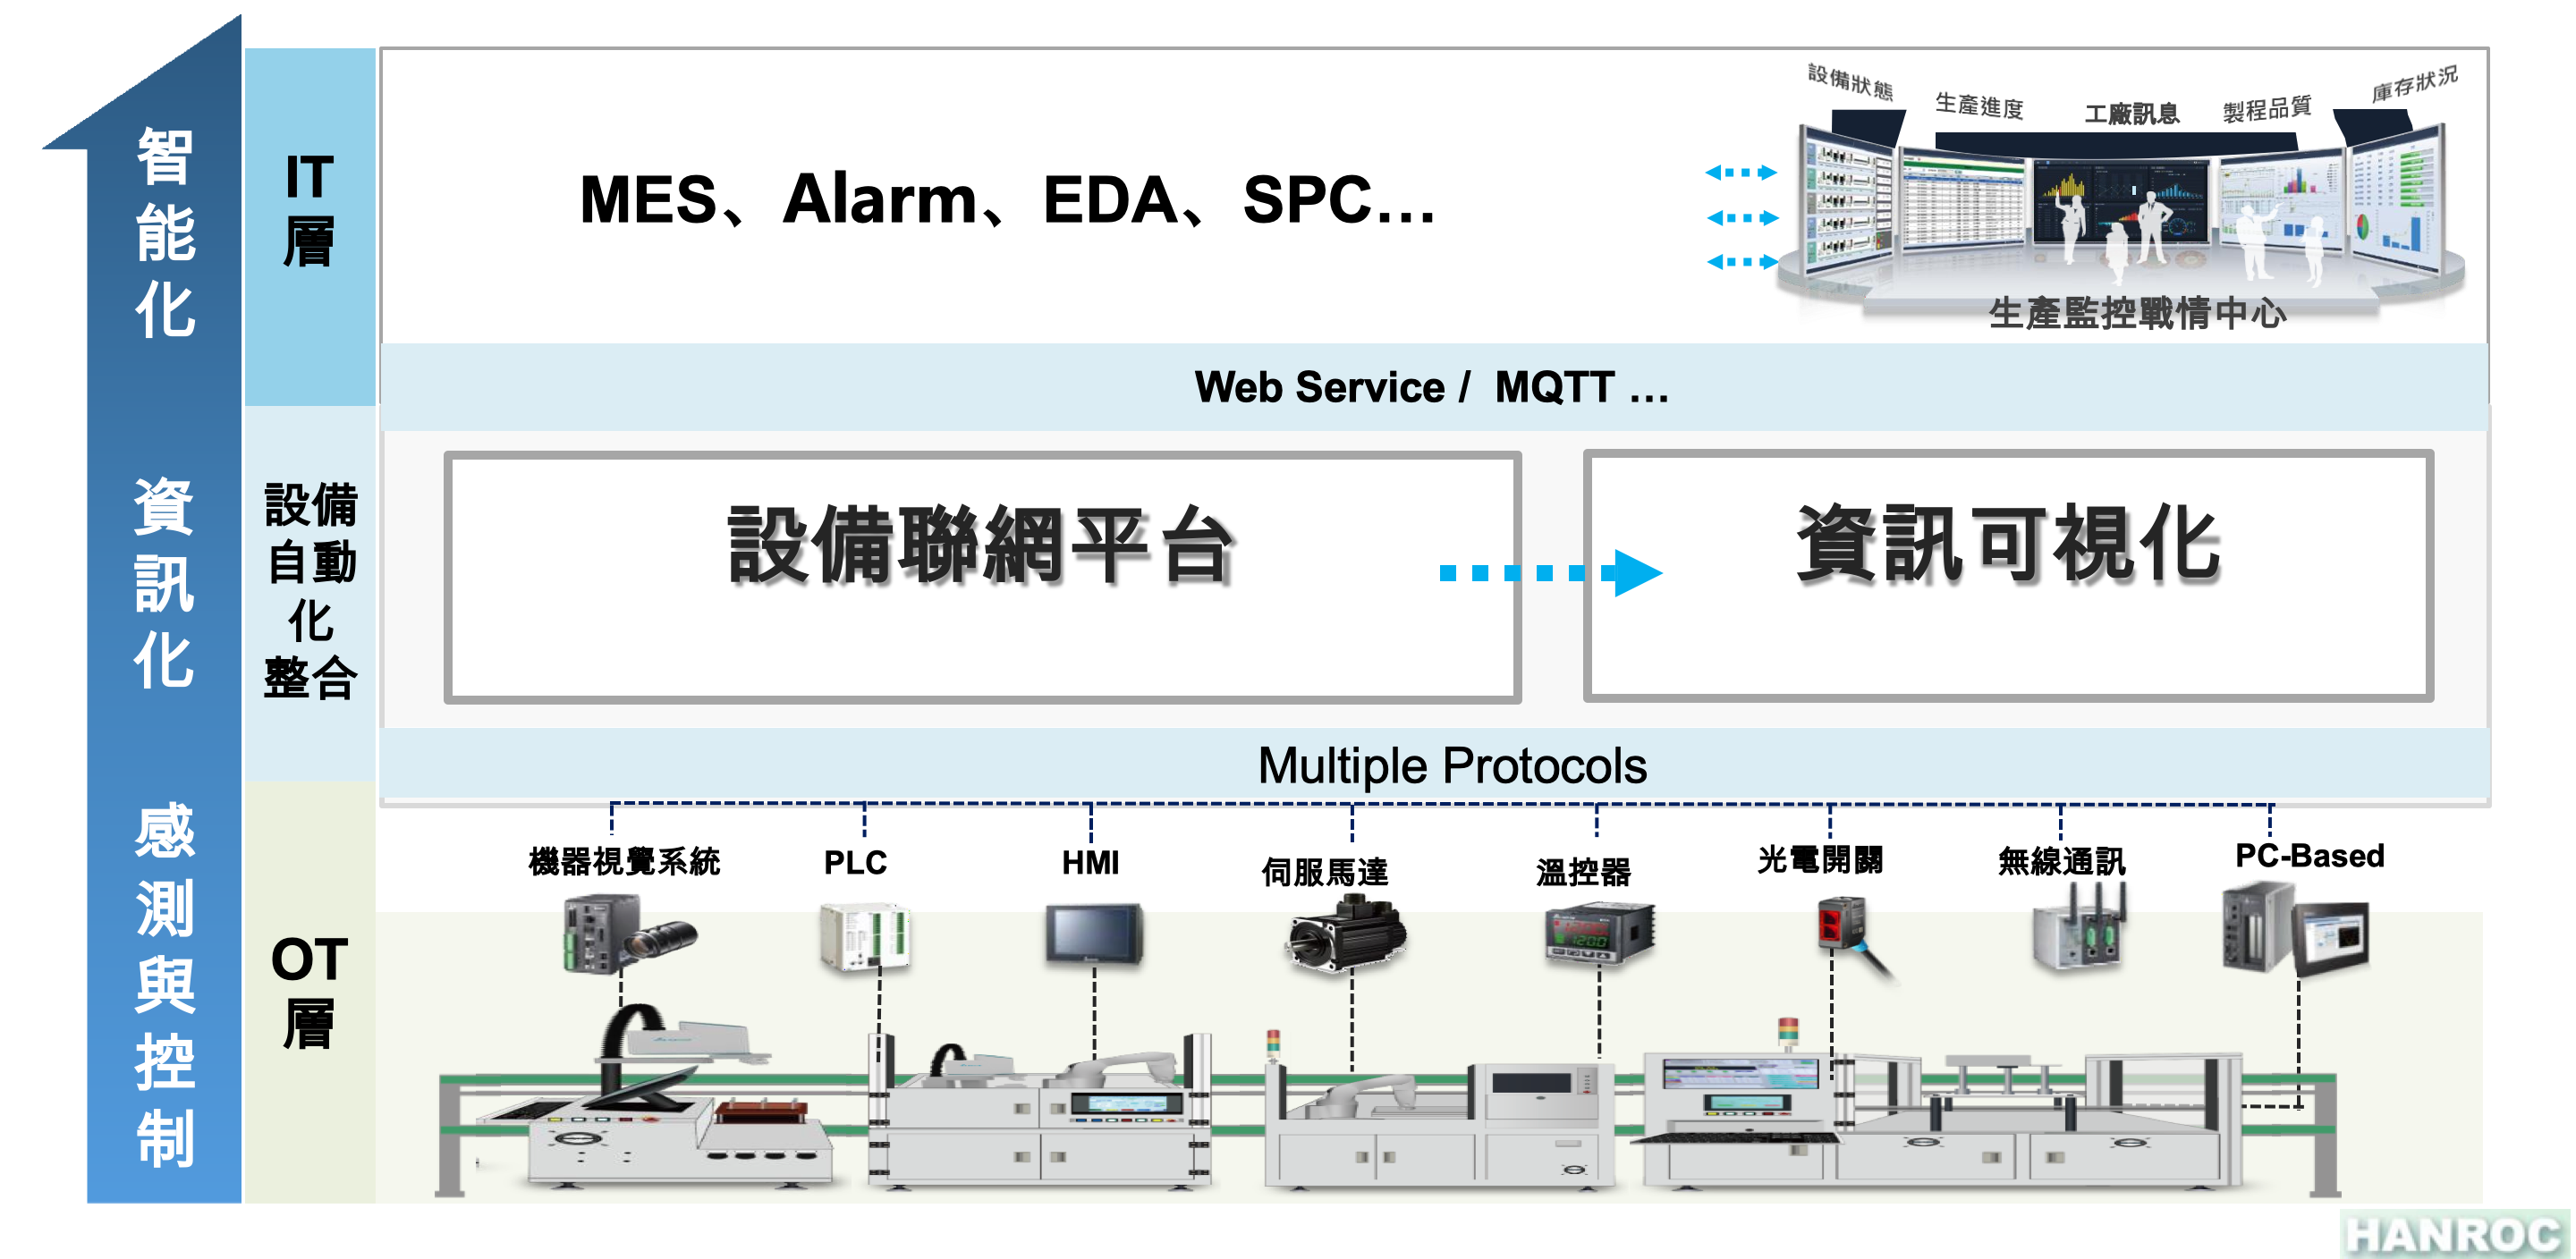 智能化
資訊化
感測與控制
IT
層
設備
自動
化
整合
OT
層
MES、Alarm、EDA、SPC…
設備狀態
生產進度
工廠訊息
製程品質
庫存狀況
生產監控戰情中心
Web Service / MQTT …
設備聯網平台
資訊可視化
Multiple Protocols
機器視覺系統
PLC
HMI
伺服馬達
溫控器
光電開關
無線通訊
PC-Based
HANROC